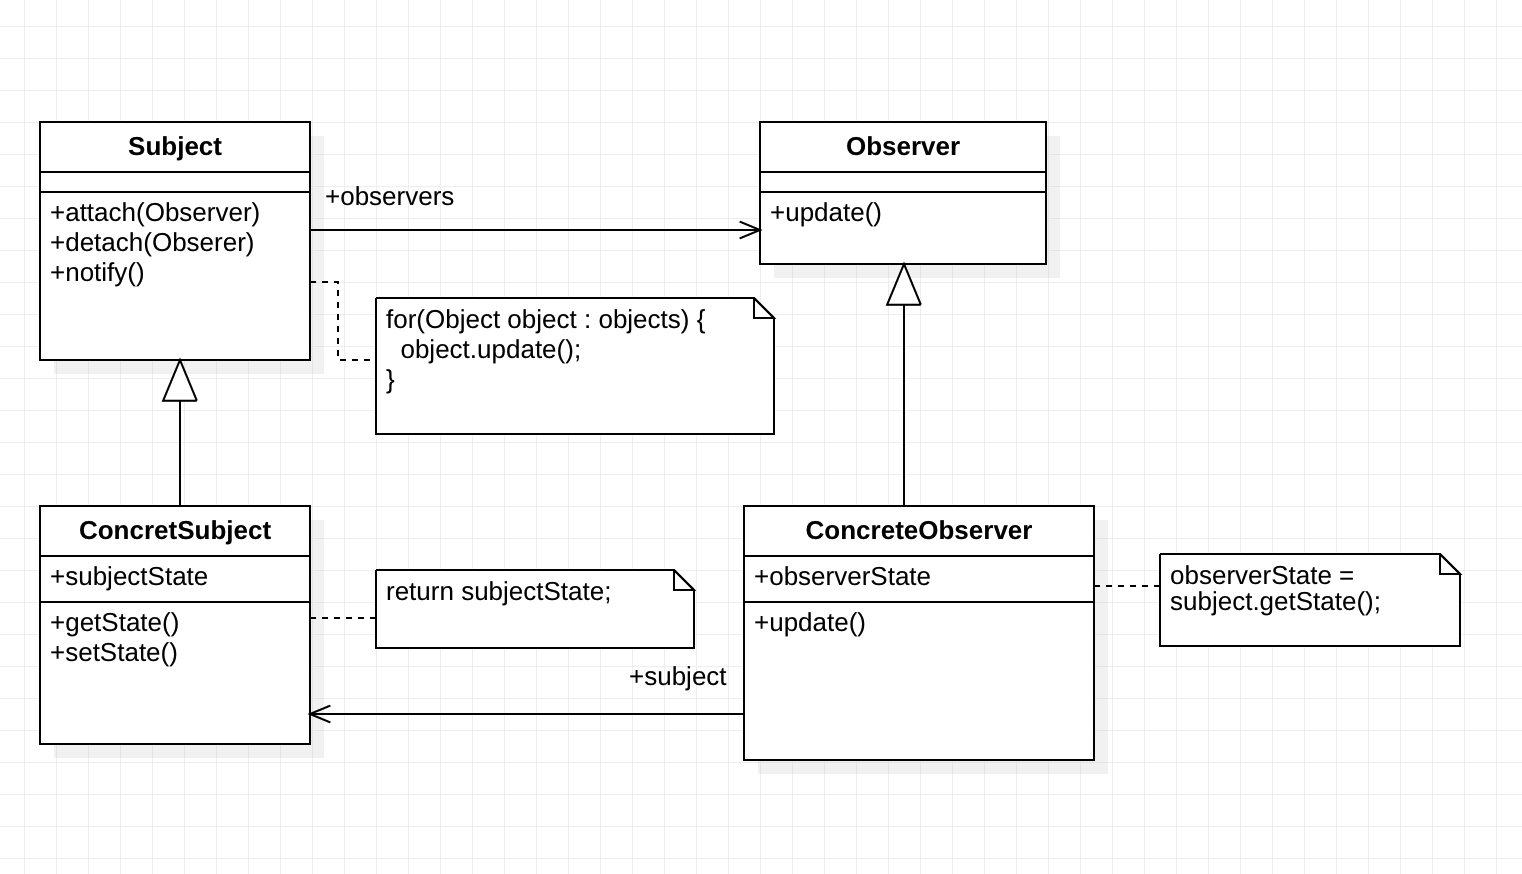 Subject
+attach(Observer)
+detach(Obserer)
+notify()
+observers
Observer
+update()
for(Object object : objects) {
object.update();
}
ConcretSubject
+subjectState
+getState()
+setState()
return subjectState;
+subject
ConcreteObserver
+observerState
+update()
observerState =
subject.getState();